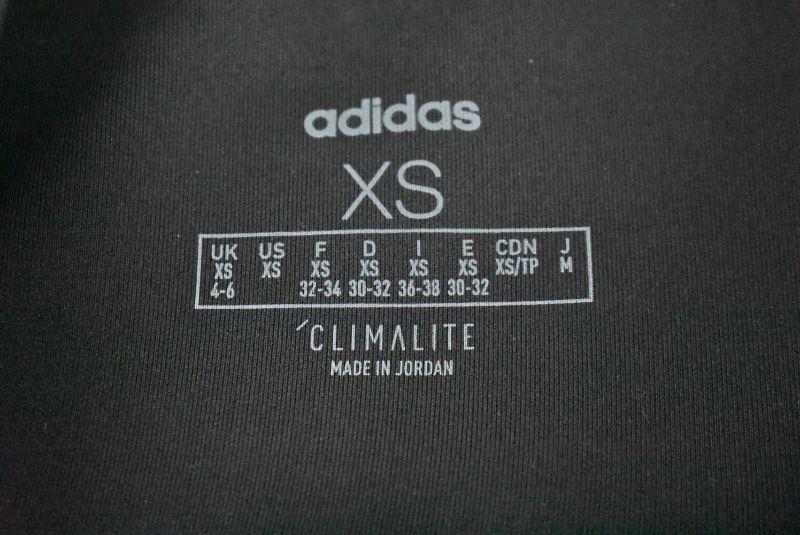 adidas
XS
UK US F D I E CDN J
XS XS XS XS XS XS XS/TP M
4-6 32-34 30-32 36-38 30-32
´CLIMALITE
MADE IN JORDAN